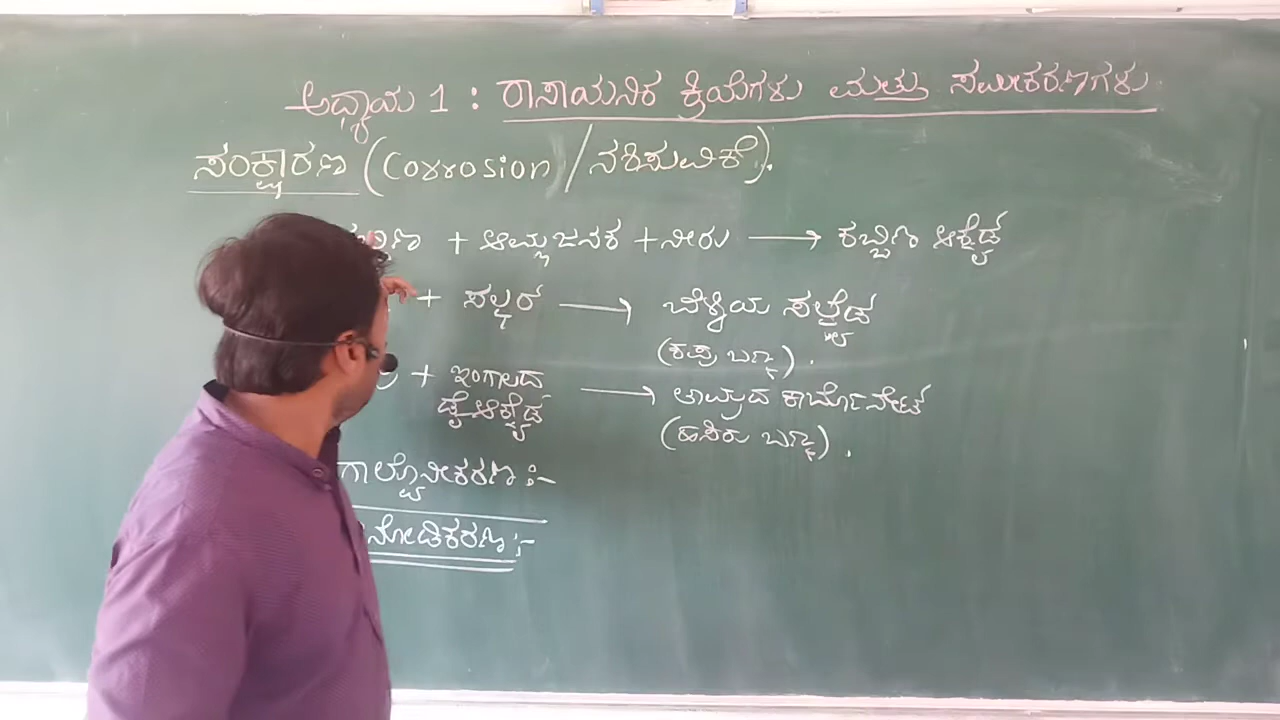 ಅಧ್ಯಾಯ 1 : ರಾಸಾಯನಿಕ ಕ್ರಿಯೆಗಳು ಮತ್ತು ಸಮೀಕರಣಗಳು
ಸಂಕ್ಷಾರಣ (Corrosion / ನಶಿಸುವಿಕೆ).
+ ಆಮ್ಲಜನಕ + ನೀರು ⟶ ಕಬ್ಬಿಣ ಆಕ್ಸೈಡ್
+ ಸಲ್ಫರ್ ⟶ ಬೆಳ್ಳಿಯ ಸಲ್ಫೈಡ್
(ಕಪ್ಪು ಬಣ್ಣ).
+ ಇಂಗಾಲದ ಡೈಆಕ್ಸೈಡ್ ⟶ ತಾಮ್ರದ ಕಾರ್ಬೊನೇಟ್
(ಹಸಿರು ಬಣ್ಣ).
ಗಾಲ್ವನೀಕರಣ :-
ನೋಡಿಕರಣ :-